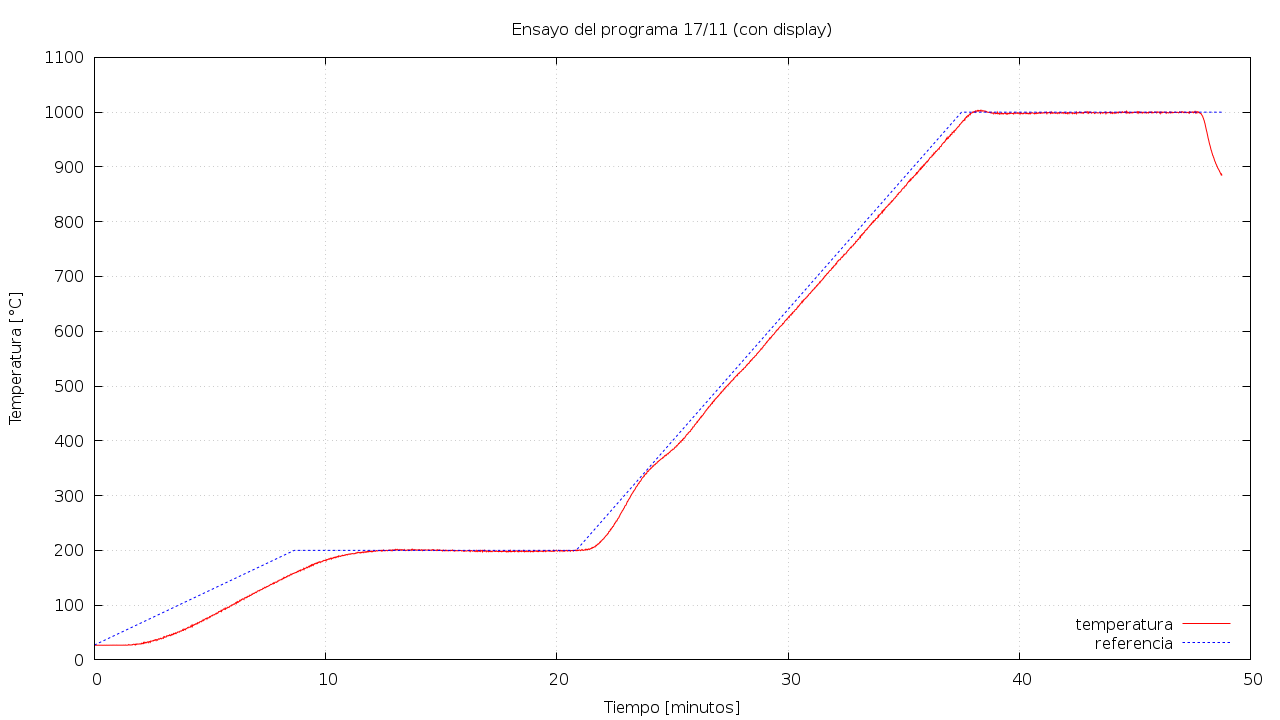 Ensayo del programa 17/11 (con display)
1100
1000
900
800
700
600
500
400
300
200
100
0
Temperatura [°C]
temperatura
referencia
0 10 20 30 40 50
Tiempo [minutos]